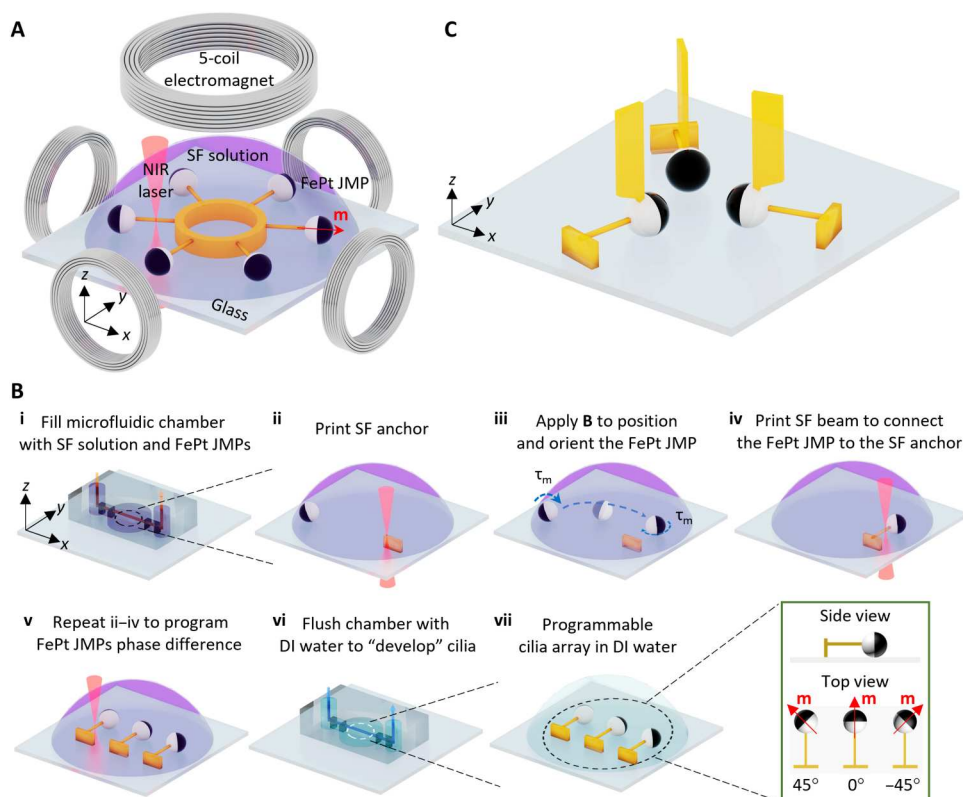 A
5-coil
electromagnet
SF solution
NIR
laser
FePt JMP
m
Glass
z
y
x
C
z
y
x
B
i
Fill microfluidic chamber
with SF solution and FePt JMPs
z
y
x
ii
Print SF anchor
iii
Apply B to position
and orient the FePt JMP
τm
τm
iv
Print SF beam to connect
the FePt JMP to the SF anchor
v
Repeat ii–iv to program
FePt JMPs phase difference
vi
Flush chamber with
DI water to “develop” cilia
vii
Programmable
cilia array in DI water
Side view
Top view
m m m
45° 0° −45°